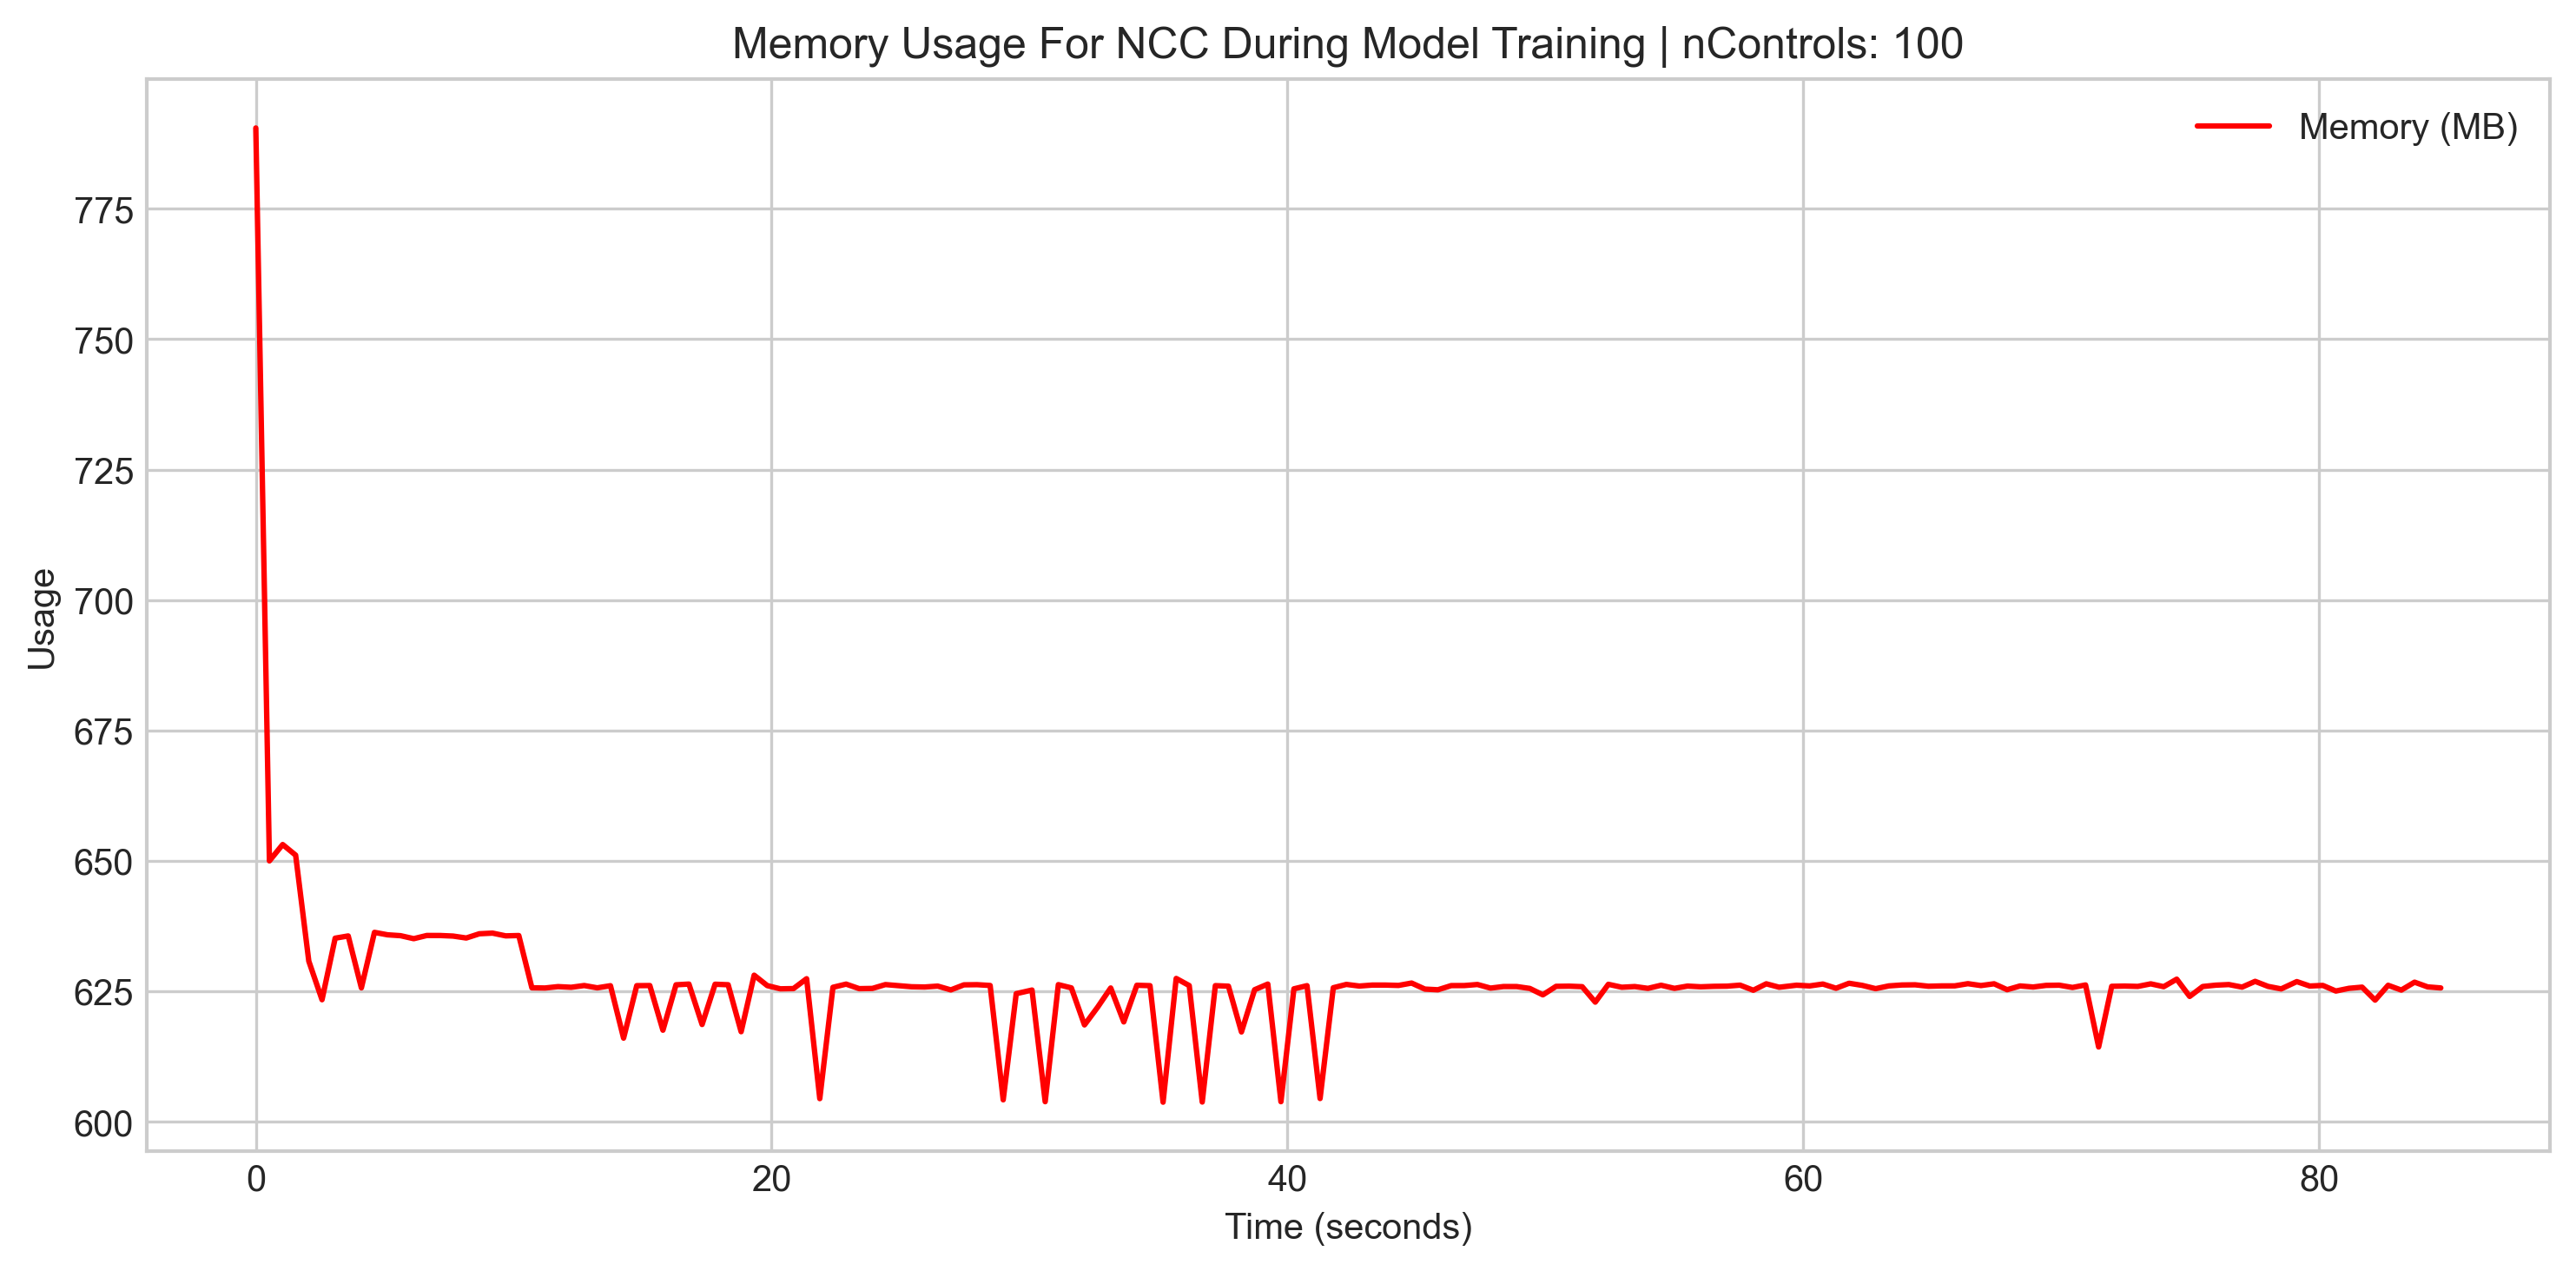 Memory Usage For NCC During Model Training | nControls: 100
Memory (MB)
775
750
725
700
675
650
625
600
Usage
0 20 40 60 80
Time (seconds)